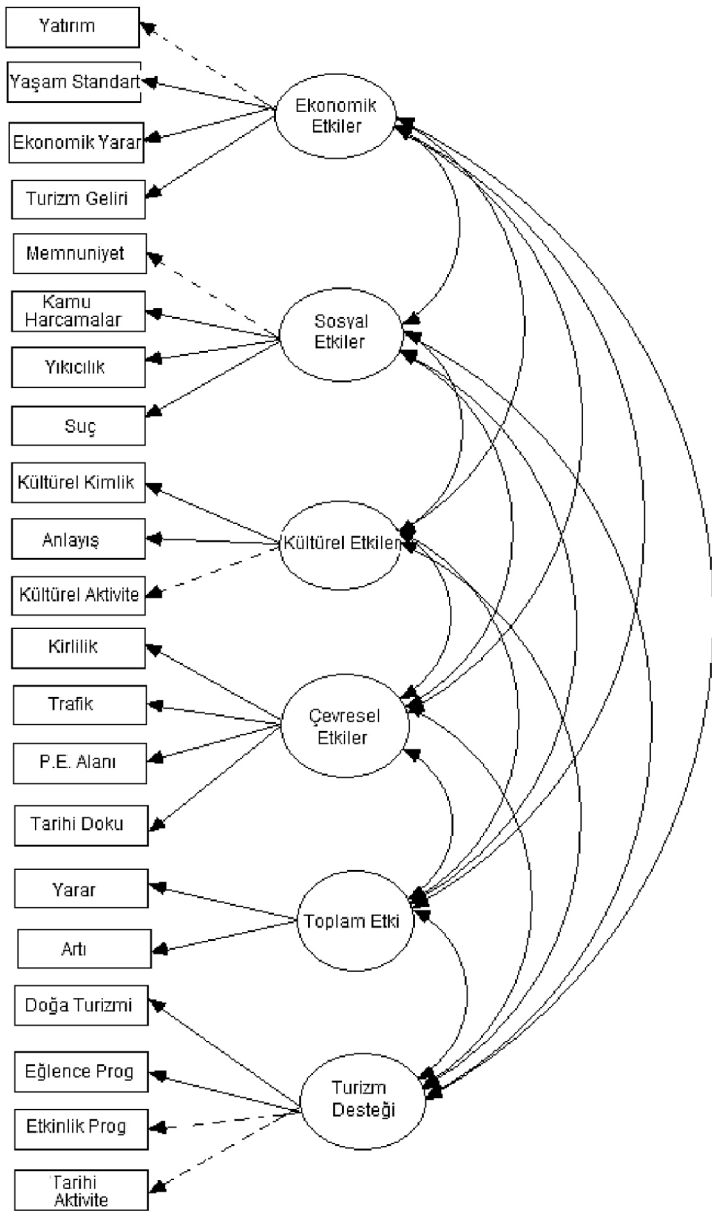 Yatırım
Yaşam Standart
Ekonomik Yarar
Turizm Geliri
Memnuniyet
Kamu
Harcamalar
Yıkıcılık
Suç
Kültürel Kimlik
Anlayış
Kültürel Aktivite
Kirlilik
Trafik
P.E. Alanı
Tarihi Doku
Yarar
Artı
Doğa Turizmi
Eğlence Prog
Etkinlik Prog
Tarihi
Aktivite
Ekonomik
Etkiler
Sosyal
Etkiler
Kültürel Etkiler
Çevresel
Etkiler
Toplam Etki
Turizm
Desteği